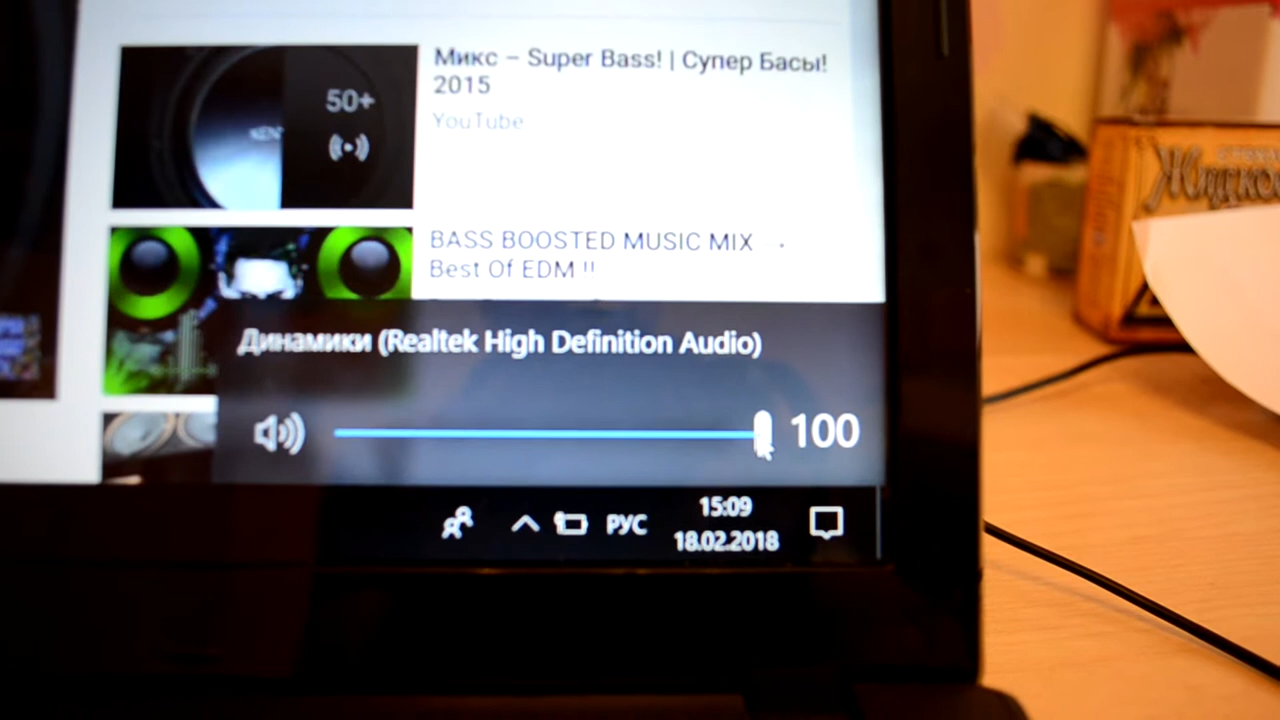 Микс – Super Bass! | Супер Басы!
2015
50+
YouTube
BASS BOOSTED MUSIC MIX
Best Of EDM !!
Динамики (Realtek High Definition Audio)
100
РУС
15:09
18.02.2018